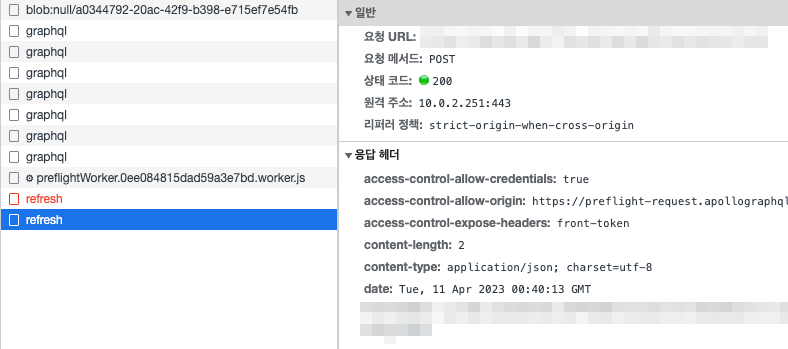 blob:null/a0344792-20ac-42f9-b398-e715ef7e54fb
graphql
graphql
graphql
graphql
graphql
graphql
graphql
preflightWorker.0ee084815dad59a3e7bd.worker.js
refresh
refresh
일반
요청 URL:
요청 메서드: POST
상태 코드: 200
원격 주소: 10.0.2.251:443
리퍼러 정책: strict-origin-when-cross-origin
응답 헤더
access-control-allow-credentials: true
access-control-allow-origin: https://preflight-request.apollographql
access-control-expose-headers: front-token
content-length: 2
content-type: application/json; charset=utf-8
date: Tue, 11 Apr 2023 00:40:13 GMT